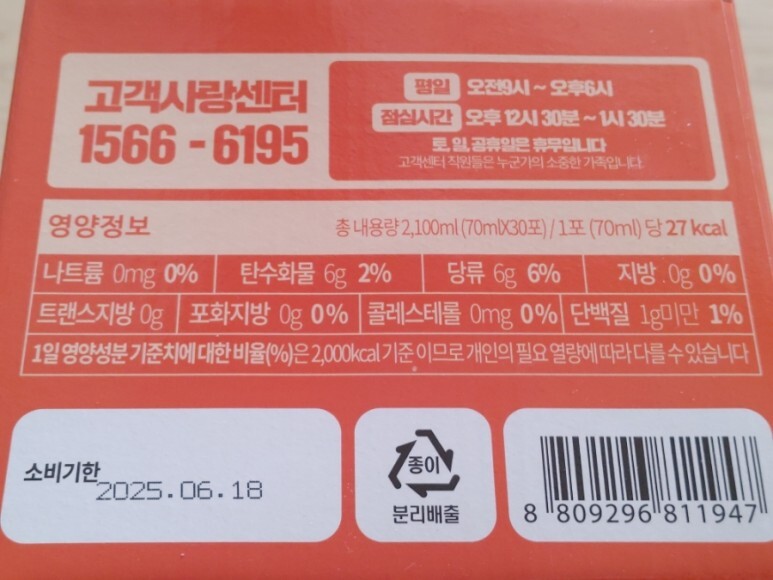 고객사랑센터
1566 - 6195
평일 오전9시 ~ 오후6시
점심시간 오후 12시 30분 ~ 1시 30분
토, 일, 공휴일은 휴무입니다
고객센터 직원들은 누군가의 소중한 가족입니다.
영양정보 총 내용량 2,100ml (70mlX30포) / 1포 (70ml) 당 27 kcal
나트륨 0mg 0% 탄수화물 6g 2% 당류 6g 6% 지방 0g 0%
트랜스지방 0g 포화지방 0g 0% 콜레스테롤 0mg 0% 단백질 1g미만 1%
1일 영양성분 기준치에 대한 비율(%)은 2,000kcal 기준 이므로 개인의 필요 열량에 따라 다를 수 있습니다
소비기한 2025.06.18
종이
분리배출
8 809296 811947